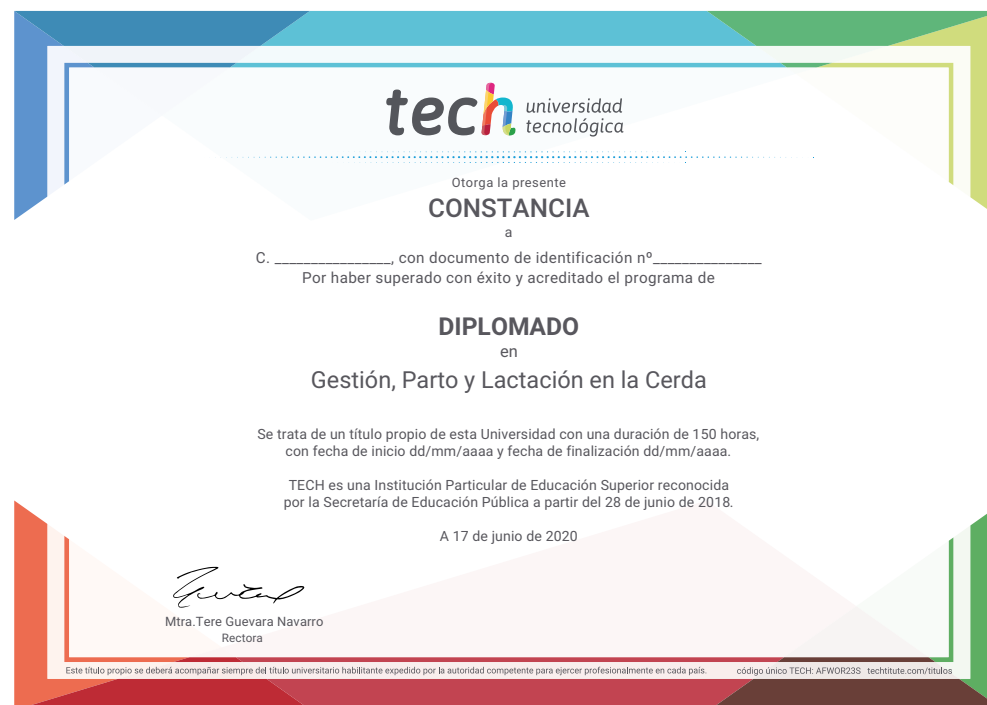 tech universidad
tecnológica
Otorga la presente
CONSTANCIA
a
C. ________________, con documento de identificación nº_______________
Por haber superado con éxito y acreditado el programa de
DIPLOMADO
en
Gestión, Parto y Lactación en la Cerda
Se trata de un título propio de esta Universidad con una duración de 150 horas,
con fecha de inicio dd/mm/aaaa y fecha de finalización dd/mm/aaaa.
TECH es una Institución Particular de Educación Superior reconocida
por la Secretaría de Educación Pública a partir del 28 de junio de 2018.
A 17 de junio de 2020
Mtra.Tere Guevara Navarro
Rectora
Este título propio se deberá acompañar siempre del título universitario habilitante expedido por la autoridad competente para ejercer profesionalmente en cada país. código único TECH: AFWOR23S techtitute.com/titulos